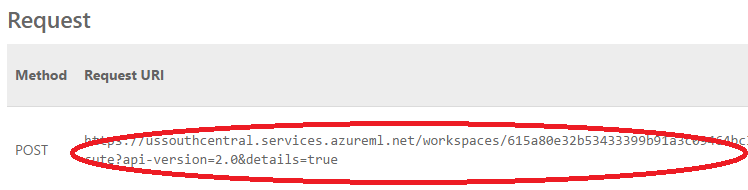 Request
Method Request URI
https://ussouthcentral.services.azureml.net/workspaces/615a80e32b53433399b91a3c
POST
cute?api-version=2.0&details=true